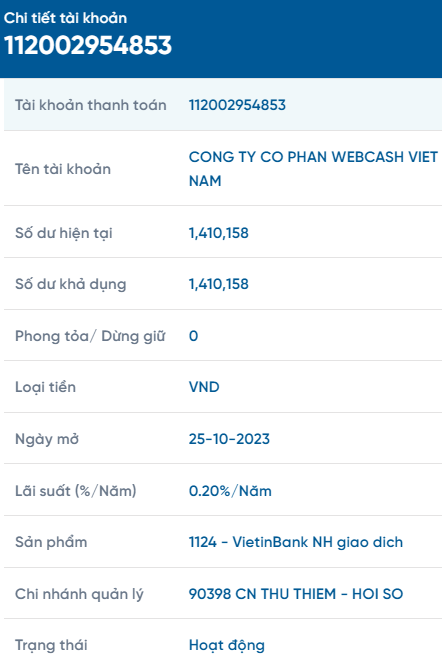 Chi tiết tài khoản
112002954853
Tài khoản thanh toán 112002954853
Tên tài khoản CONG TY CO PHAN WEBCASH VIET
NAM
Số dư hiện tại 1,410,158
Số dư khả dụng 1,410,158
Phong tỏa/ Dừng giữ 0
Loại tiền VND
Ngày mở 25-10-2023
Lãi suất (%/Năm) 0.20%/Năm
Sản phẩm 1124 - VietinBank NH giao dich
Chi nhánh quản lý 90398 CN THU THIEM - HOI SO
Trạng thái Hoạt động